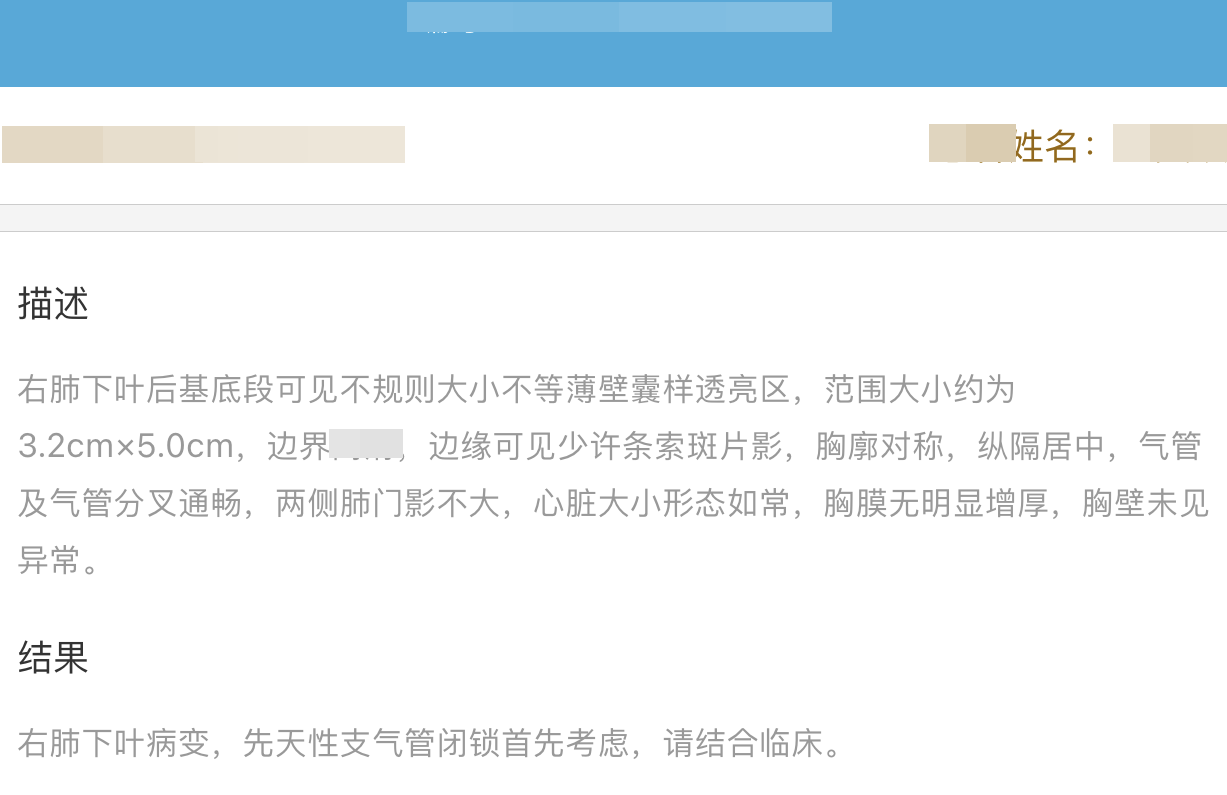 姓名：
描述
右肺下叶后基底段可见不规则大小不等薄壁囊样透亮区，范围大小约为
3.2cm×5.0cm，边界 边缘可见少许条索斑片影，胸廓对称，纵隔居中，气管
及气管分叉通畅，两侧肺门影不大，心脏大小形态如常，胸膜无明显增厚，胸壁未见
异常。
结果
右肺下叶病变，先天性支气管闭锁首先考虑，请结合临床。